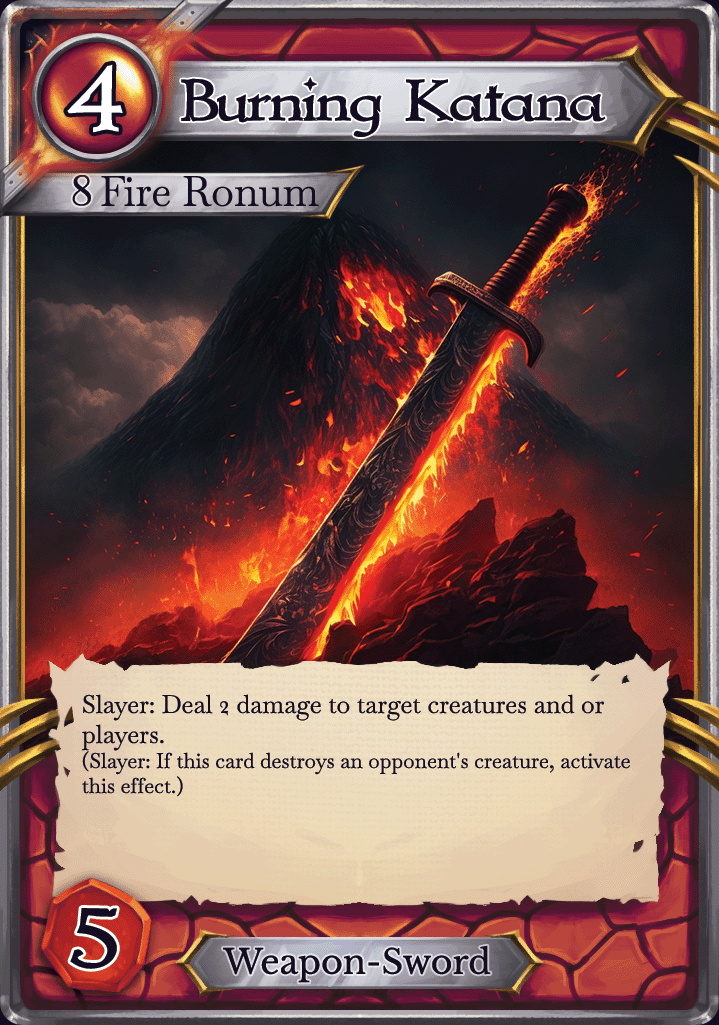 4
Burning Katana
8 Fire Ronum
Slayer: Deal 2 damage to target creatures and or
players.
(Slayer: If this card destroys an opponent's creature, activate
this effect.)
5
Weapon-Sword